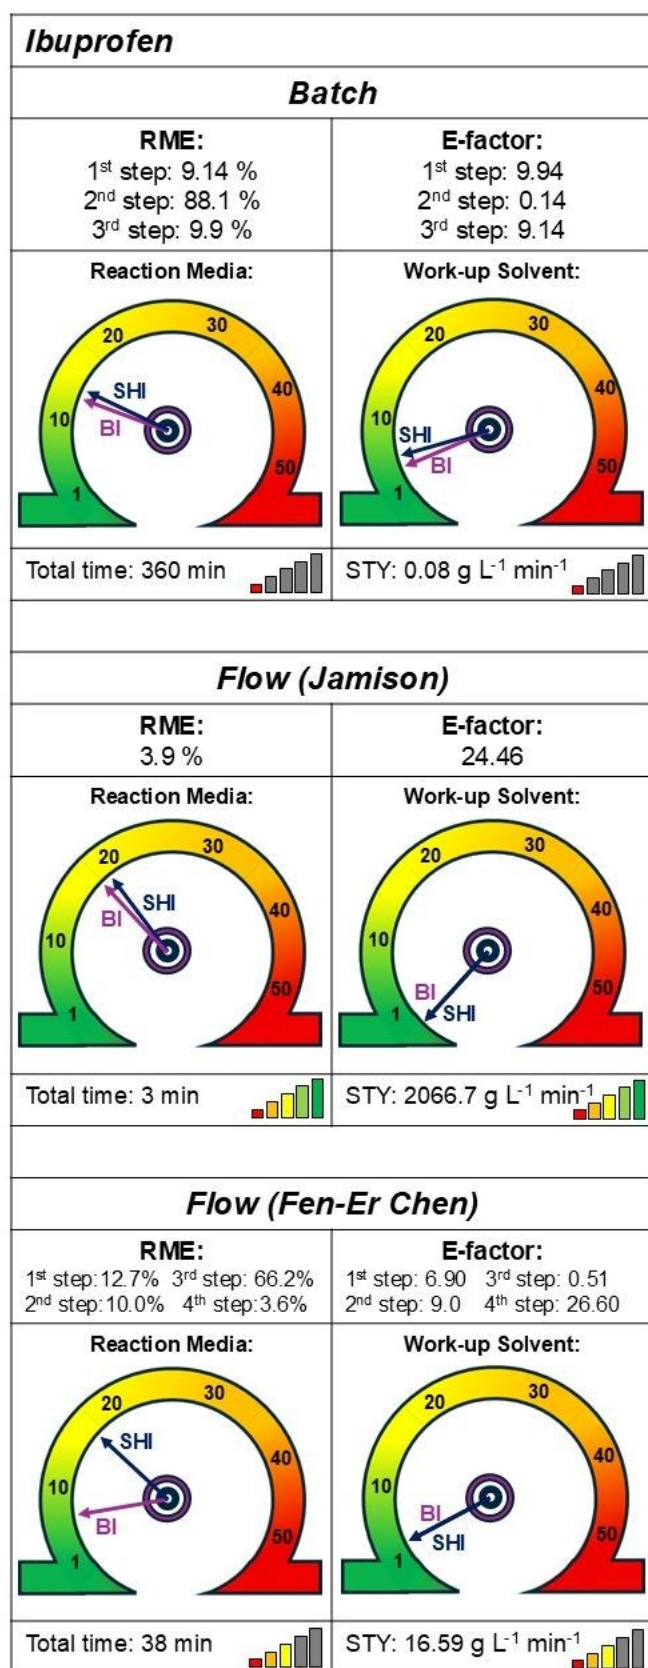 Ibuprofen
Batch
RME:
1st step: 9.14 %
2nd step: 88.1 %
3rd step: 9.9 %
E-factor:
1st step: 9.94
2nd step: 0.14
3rd step: 9.14
Reaction Media:
1
10
20
30
40
50
SHI
BI
Work-up Solvent:
1
10
20
30
40
50
SHI
BI
Total time: 360 min
STY: 0.08 g L-1 min-1
Flow (Jamison)
RME:
3.9 %
E-factor:
24.46
Reaction Media:
1
10
20
30
40
50
SHI
BI
Work-up Solvent:
1
10
20
30
40
50
BI
SHI
Total time: 3 min
STY: 2066.7 g L-1 min-1
Flow (Fen-Er Chen)
RME:
1st step:12.7% 3rd step: 66.2%
2nd step:10.0% 4th step:3.6%
E-factor:
1st step: 6.90 3rd step: 0.51
2nd step: 9.0 4th step: 26.60
Reaction Media:
1
10
20
30
40
50
SHI
BI
Work-up Solvent:
1
10
20
30
40
50
BI
SHI
Total time: 38 min
STY: 16.59 g L-1 min-1